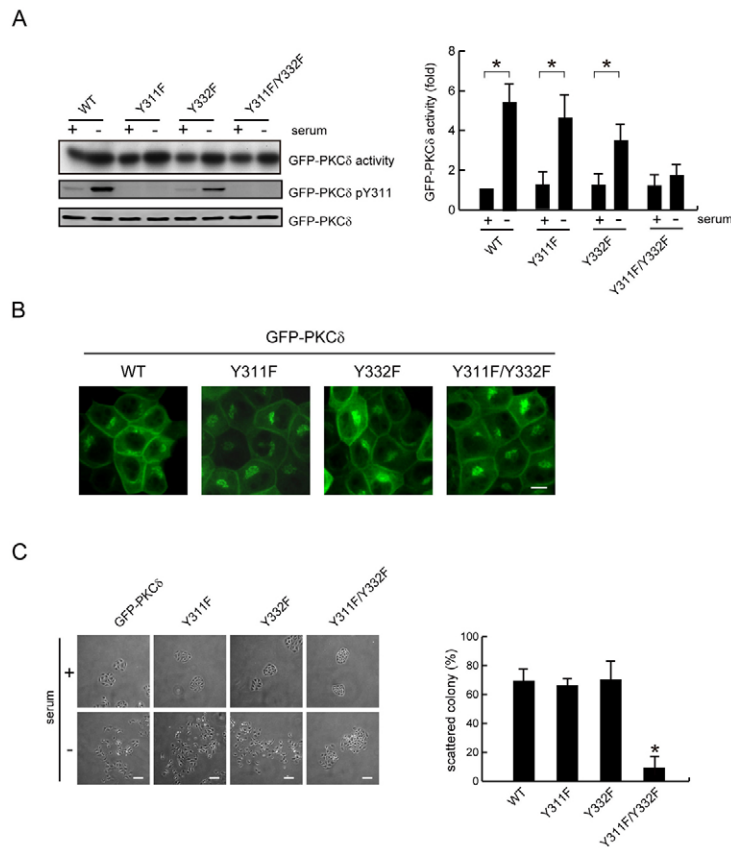 A
WT Y311F Y332F Y311F/Y332F
+ - + - + - + - serum
GFP-PKCδ activity
GFP-PKCδ pY311
GFP-PKCδ
GFP-PKCδ activity (fold)
8
6
4
2
0
* * *
+ - + - + - + - serum
WT Y311F Y332F Y311F/Y332F
B
GFP-PKCδ
WT Y311F Y332F Y311F/Y332F
C
GFP-PKCδ Y311F Y332F Y311F/Y332F
serum
+
-
scattered colony (%)
100
80
60
40
20
0
*
WT Y311F Y332F Y311F/Y332F